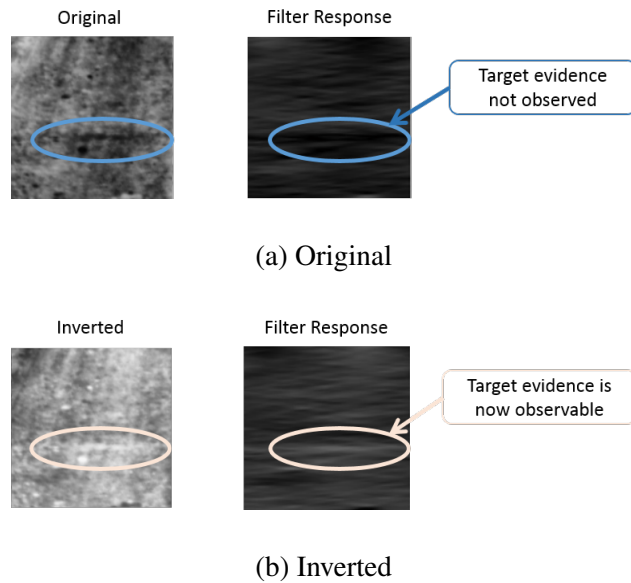 Original
Filter Response
Target evidence
not observed
(a) Original
Inverted
Filter Response
Target evidence is
now observable
(b) Inverted